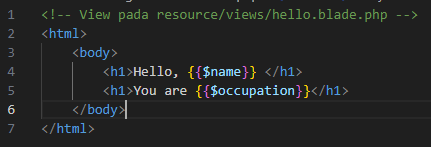 1 <!-- View pada resource/views/hello.blade.php -->
2 <html>
3     <body>
4         <h1>Hello, {{$name}} </h1>
5         <h1>You are {{$occupation}}</h1>
6     </body>
7 </html>